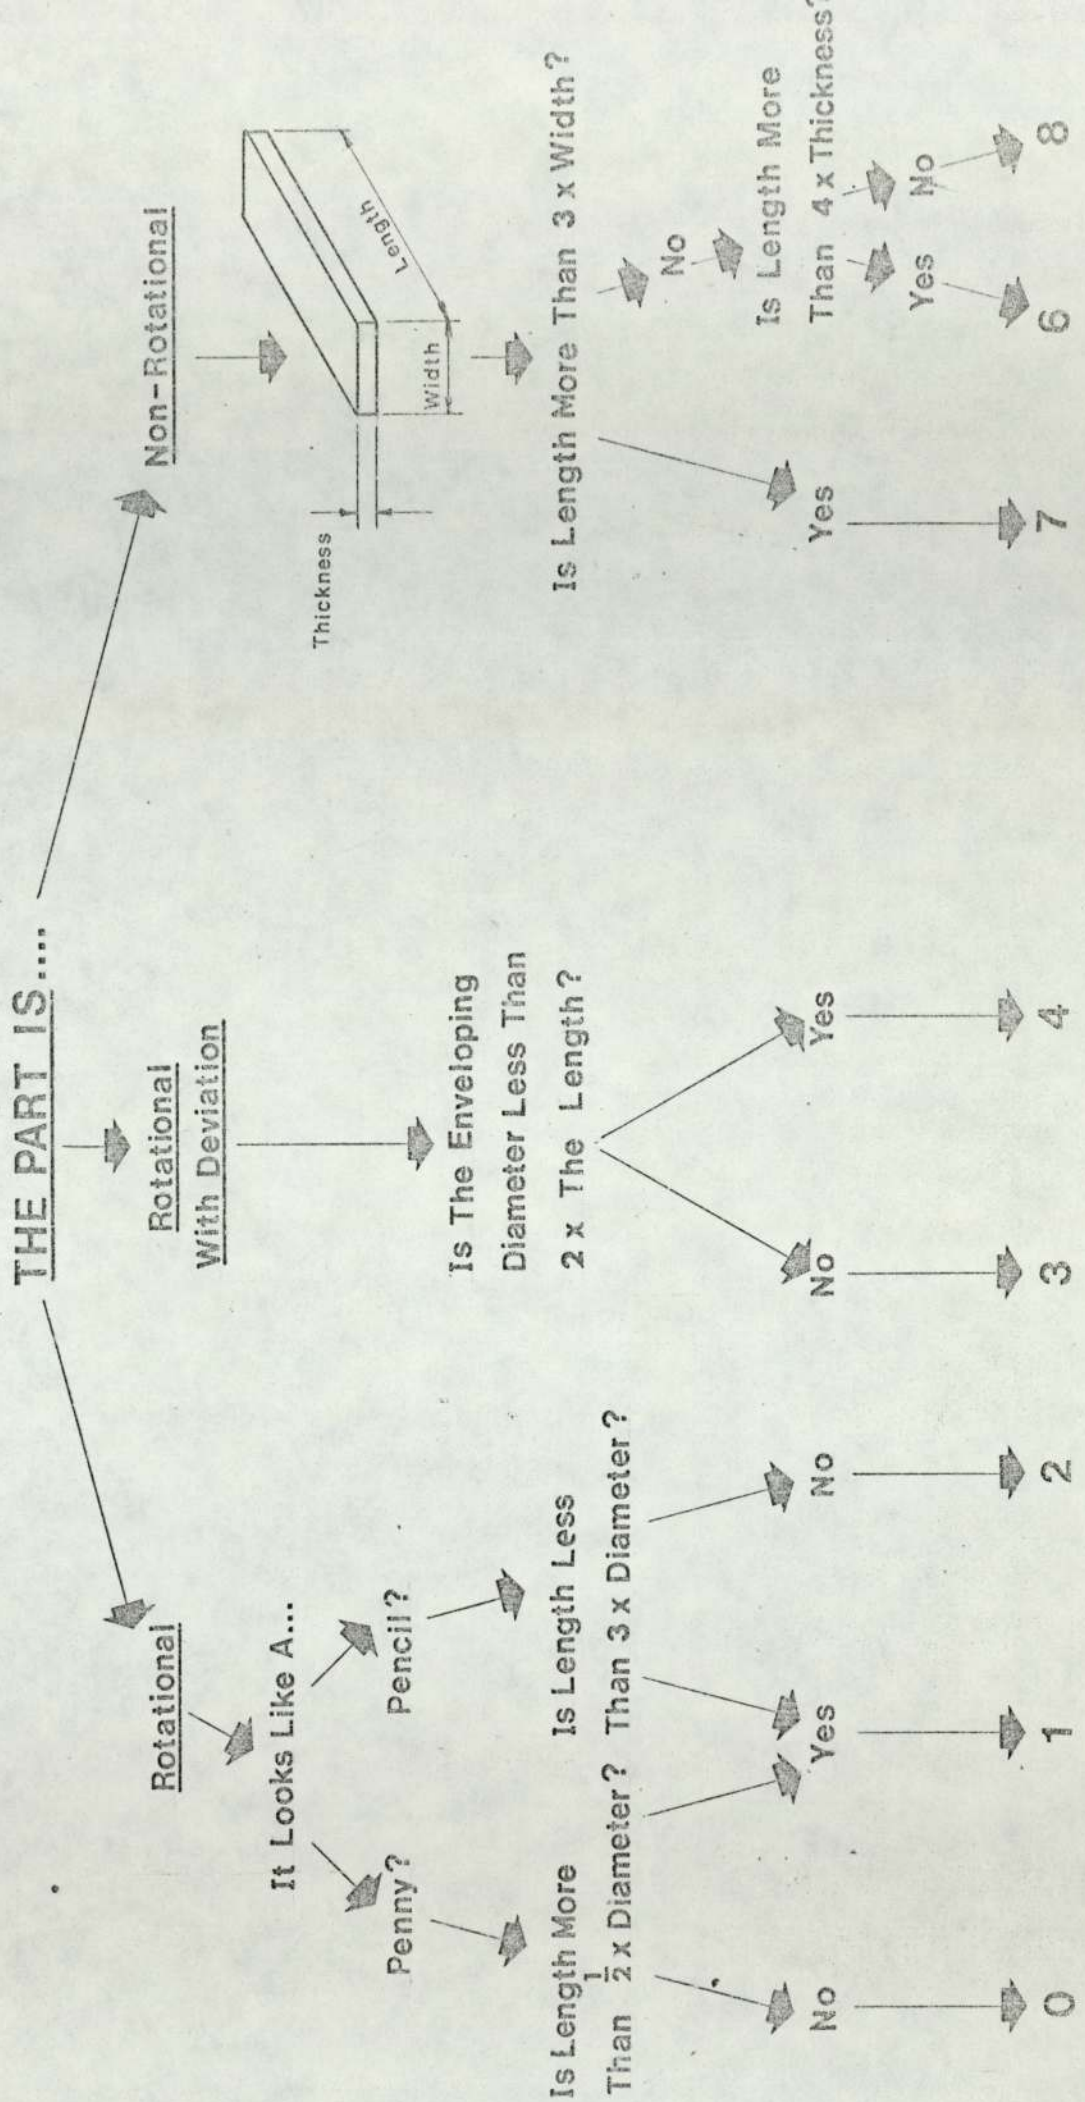 THE PART IS....
Rotational
It Looks Like A...
Penny?
Pencil?
Is Length More
Than 1/2 x Diameter?
Is Length Less
Than 3 x Diameter?
No
Yes
No
0
1
2
Rotational
With Deviation
Is The Enveloping
Diameter Less Than
2 x The Length?
No
Yes
3
4
Non-Rotational
Thickness
Width
Length
Is Length More Than 3 x Width?
Yes
No
Is Length More
Than 4 x Thickness?
Yes
No
7
6
8